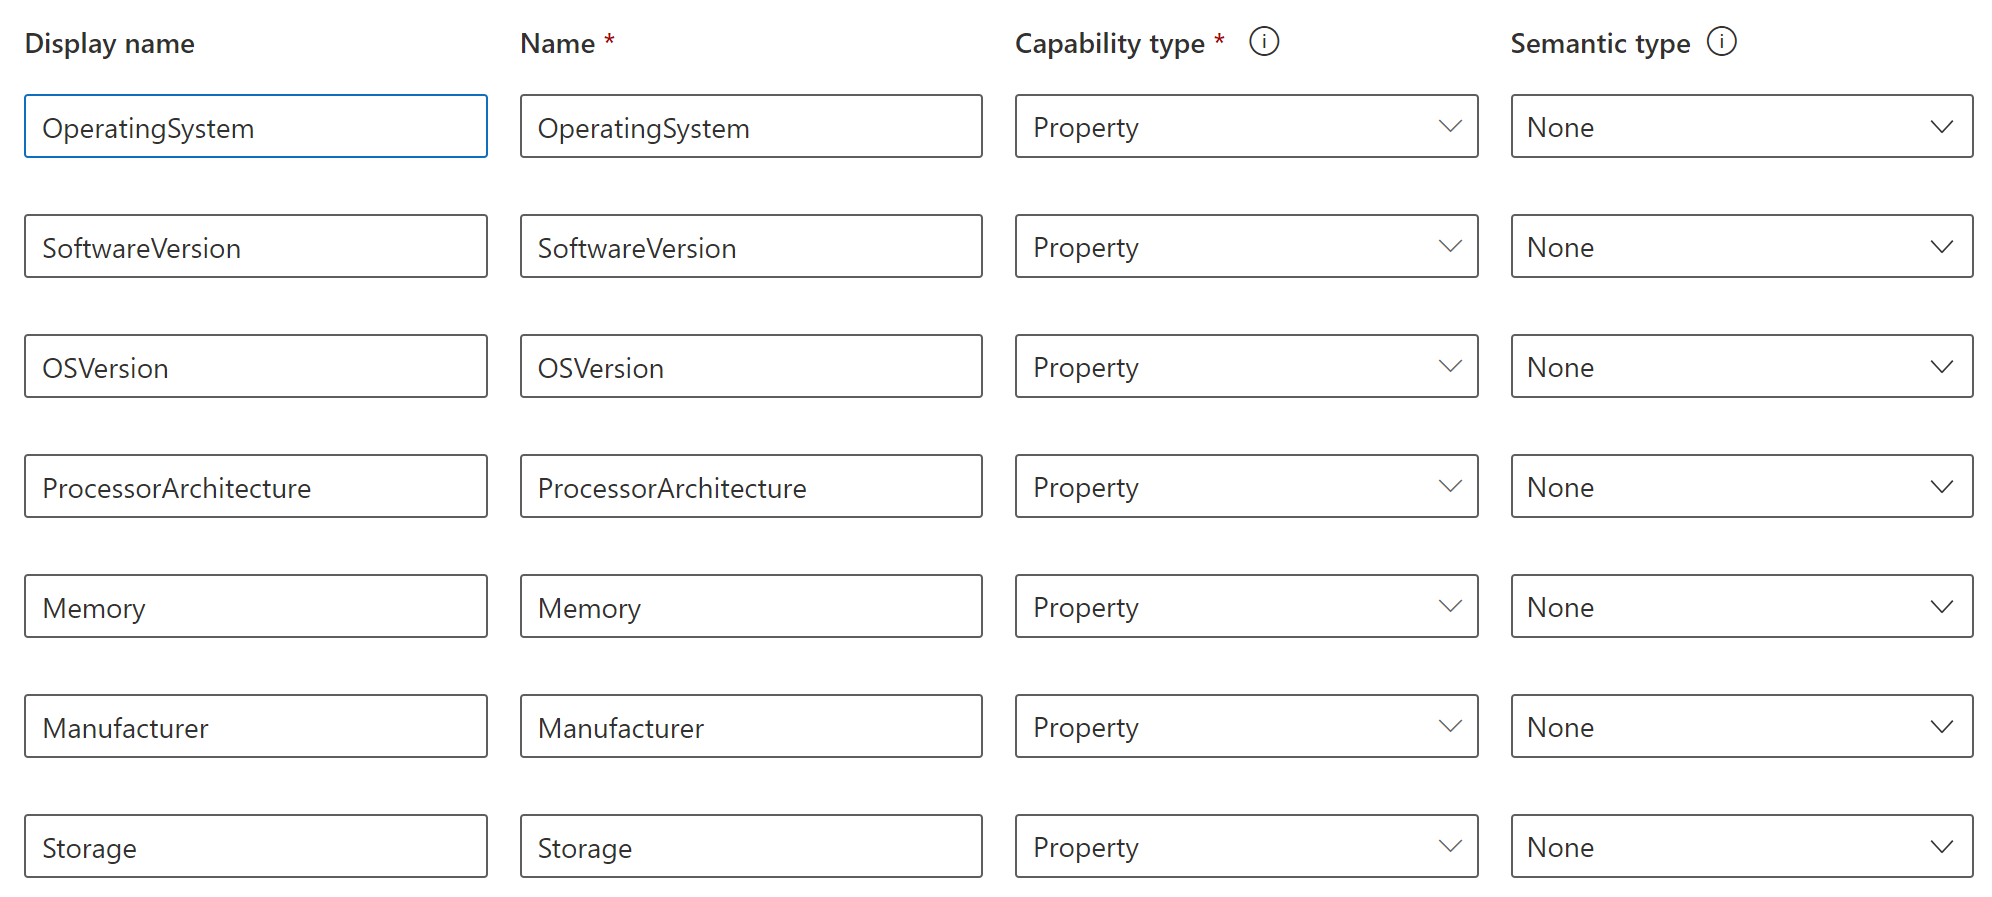 Display name Name * Capability type * Semantic type
OperatingSystem OperatingSystem Property None
SoftwareVersion SoftwareVersion Property None
OSVersion OSVersion Property None
ProcessorArchitecture ProcessorArchitecture Property None
Memory Memory Property None
Manufacturer Manufacturer Property None
Storage Storage Property None